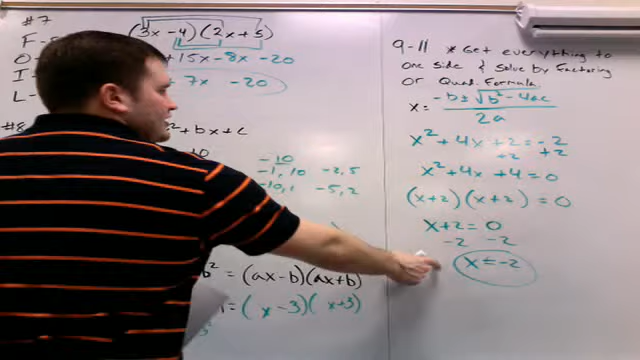 #7
(3x-4)(2x+5)
F-
O-
+15x-8x-20
I-
7x -20
L-
#8
²+bx+c
-10
-1,10 -2,5
-10,1 -5,2
b² = (ax-b)(ax+b)
= (x-3)(x+3)
9-11 *Get everything to
one side & solve by factoring
or Quad. Formula.
x = -b±√b²-4ac
2a
x²+4x+2=-2
+2 +2
x²+4x+4=0
(x+2)(x+2)=0
x+2=0
-2 -2
x=-2